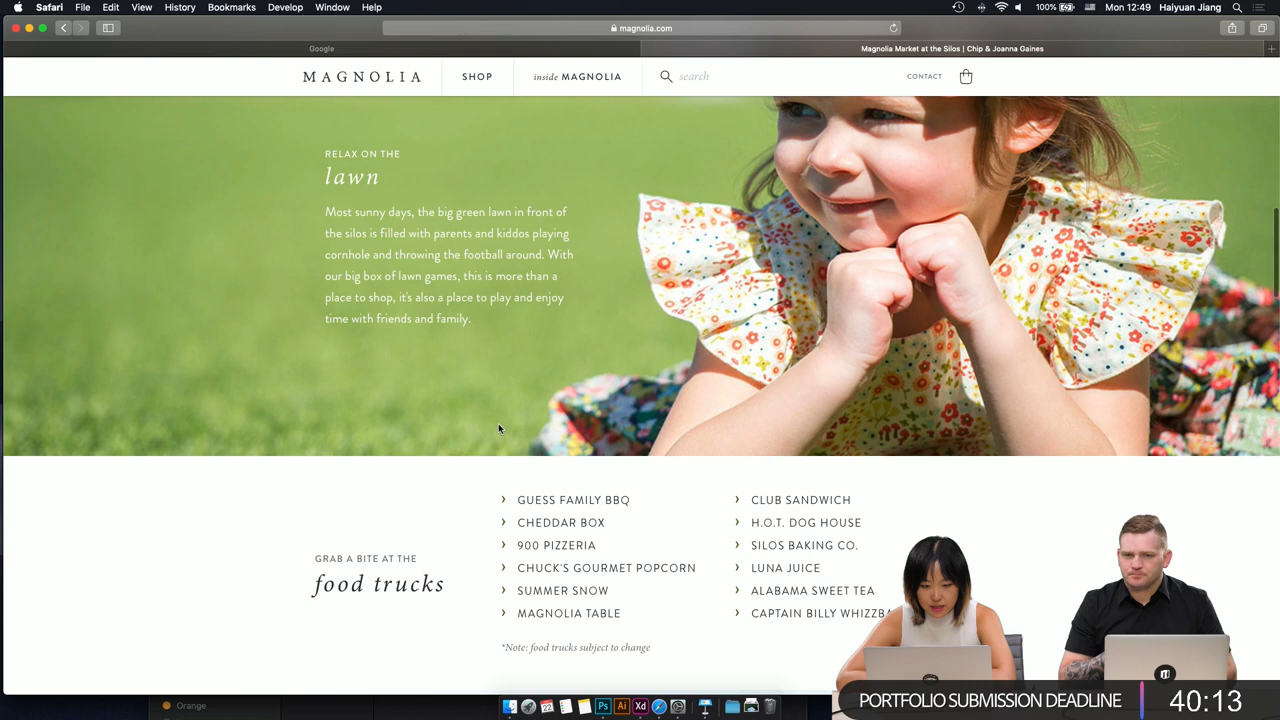 Safari File Edit View History Bookmarks Develop Window Help
100% Mon 12:49 Haiyuan Jiang
magnolia.com
Google
Magnolia Market at the Silos | Chip & Joanna Gaines
MAGNOLIA SHOP inside MAGNOLIA search CONTACT
RELAX ON THE
lawn
Most sunny days, the big green lawn in front of
the silos is filled with parents and kiddos playing
cornhole and throwing the football around. With
our big box of lawn games, this is more than a
place to shop, it's also a place to play and enjoy
time with friends and family.
GRAB A BITE AT THE
food trucks
› GUESS FAMILY BBQ
› CHEDDAR BOX
› 900 PIZZERIA
› CHUCK'S GOURMET POPCORN
› SUMMER SNOW
› MAGNOLIA TABLE
› CLUB SANDWICH
› H.O.T. DOG HOUSE
› SILOS BAKING CO.
› LUNA JUICE
› ALABAMA SWEET TEA
› CAPTAIN BILLY WHIZZBA
*Note: food trucks subject to change
Orange
Ps Ai Xd
PORTFOLIO SUBMISSION DEADLINE 40:13